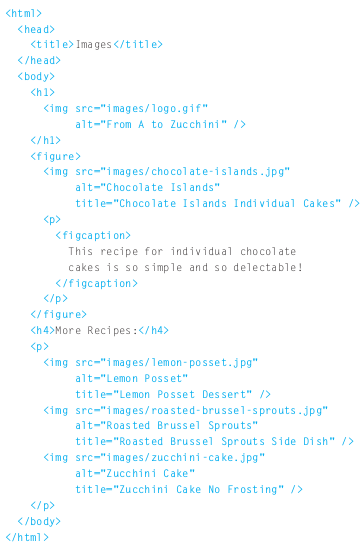 <html>
<head>
<title>Images</title>
</head>
<body>
<h1>
<img src="images/logo.gif"
alt="From A to Zucchini" />
</h1>
<figure>
<img src="images/chocolate-islands.jpg"
alt="Chocolate Islands"
title="Chocolate Islands Individual Cakes" />
<p>
<figcaption>
This recipe for individual chocolate
cakes is so simple and so delectable!
</figcaption>
</p>
</figure>
<h4>More Recipes:</h4>
<p>
<img src="images/lemon-posset.jpg"
alt="Lemon Posset"
title="Lemon Posset Dessert" />
<img src="images/roasted-brussel-sprouts.jpg"
alt="Roasted Brussel Sprouts"
title="Roasted Brussel Sprouts Side Dish" />
<img src="images/zucchini-cake.jpg"
alt="Zucchini Cake"
title="Zucchini Cake No Frosting" />
</p>
</body>
</html>